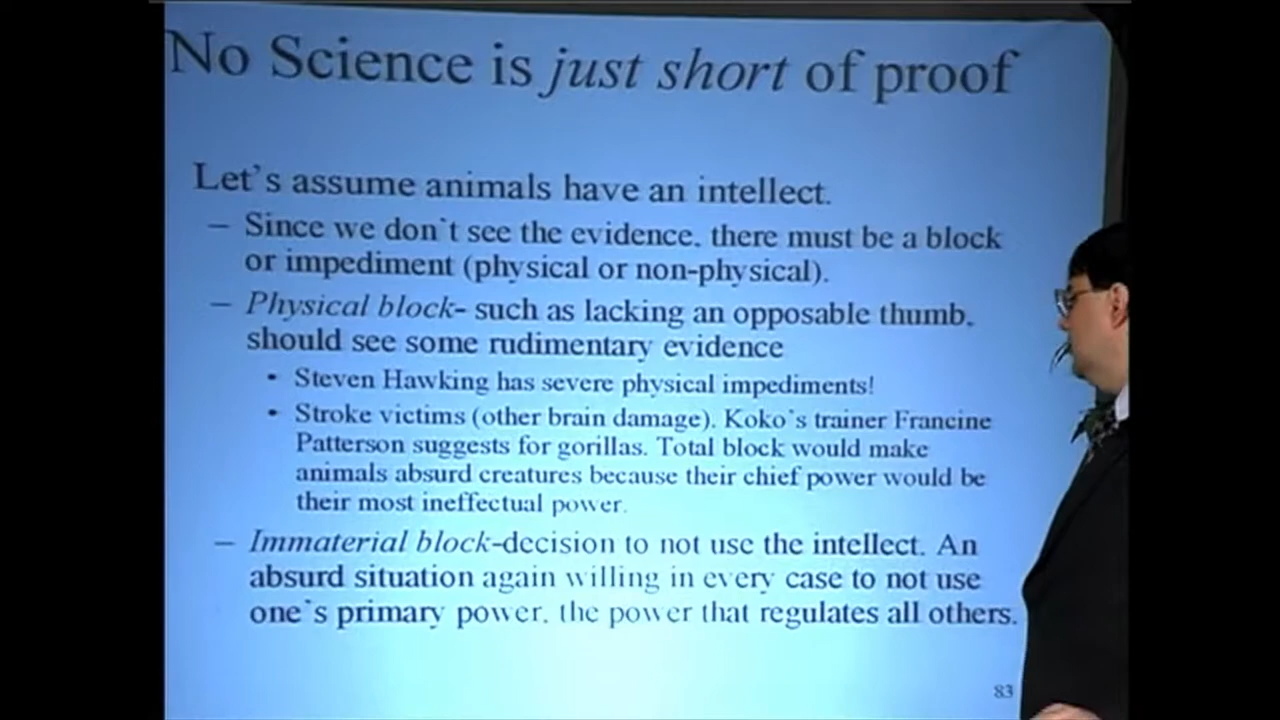 No Science is just short of proof
Let's assume animals have an intellect.
– Since we don't see the evidence, there must be a block
or impediment (physical or non-physical).
– Physical block- such as lacking an opposable thumb,
should see some rudimentary evidence
• Steven Hawking has severe physical impediments!
• Stroke victims (other brain damage). Koko's trainer Francine
Patterson suggests for gorillas. Total block would make
animals absurd creatures because their chief power would be
their most ineffectual power.
– Immaterial block-decision to not use the intellect. An
absurd situation again willing in every case to not use
one's primary power, the power that regulates all others.
83